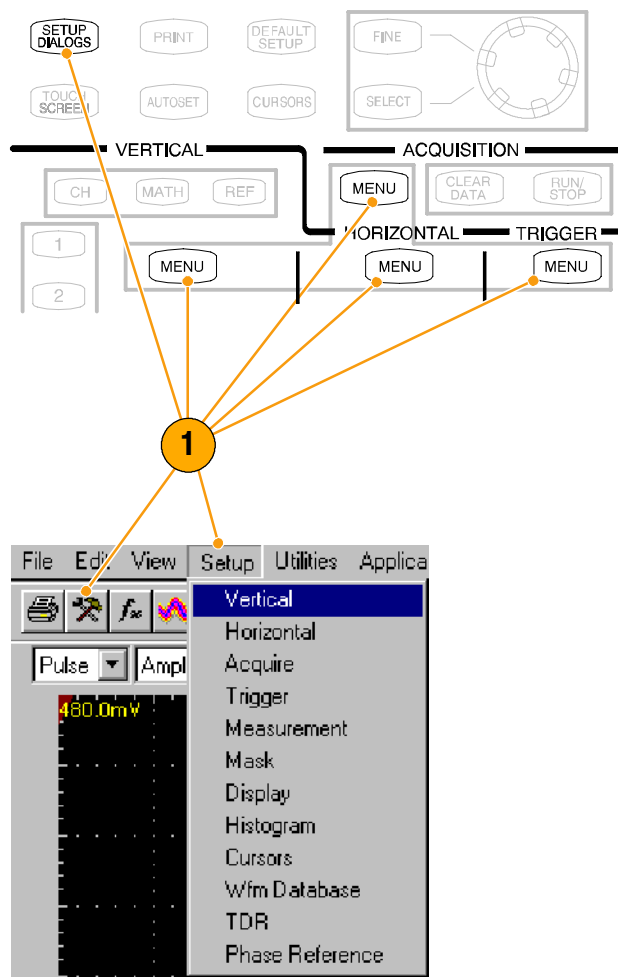 SETUP DIALOGS
PRINT
DEFAULT SETUP
FINE
TOUCH SCREEN
AUTOSET
CURSORS
SELECT
VERTICAL
ACQUISITION
CH
MATH
REF
MENU
CLEAR DATA
RUN/ STOP
HORIZONTAL
TRIGGER
1
MENU
MENU
MENU
2
1
File Edit View Setup Utilities Applica
Vertical
Horizontal
Pulse Ampl
Acquire
480.0mV
Trigger
Measurement
Mask
Display
Histogram
Cursors
Wfm Database
TDR
Phase Reference